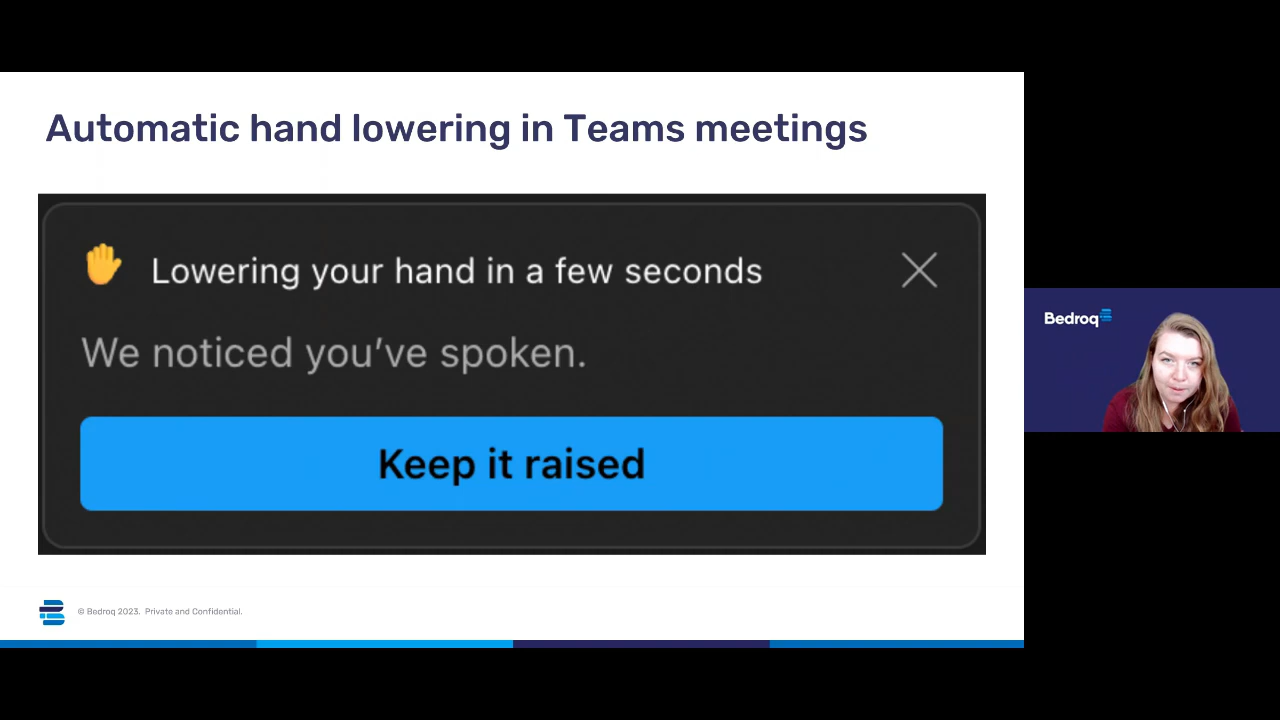 Automatic hand lowering in Teams meetings
Lowering your hand in a few seconds
We noticed you’ve spoken.
Keep it raised
Bedroq
© Bedroq 2023. Private and Confidential.